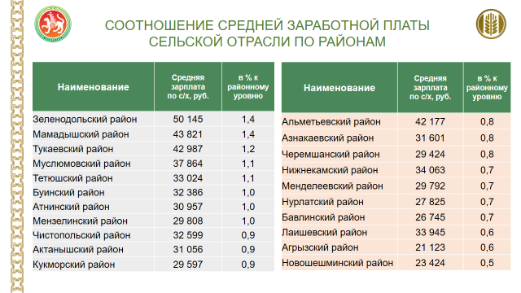 СООТНОШЕНИЕ СРЕДНЕЙ ЗАРАБОТНОЙ ПЛАТЫ
СЕЛЬСКОЙ ОТРАСЛИ ПО РАЙОНАМ
Наименование Средняя зарплата по с/х, руб. в % к районному уровню
Зеленодольский район 50 145 1,4
Мамадышский район 43 821 1,4
Тукаевский район 42 987 1,2
Муслюмовский район 37 864 1,1
Тетюшский район 33 024 1,1
Буинский район 32 386 1,0
Атнинский район 30 957 1,0
Мензелинский район 29 808 1,0
Чистопольский район 32 599 0,9
Актанышский район 31 056 0,9
Кукморский район 29 597 0,9
Наименование Средняя зарплата по с/х, руб. в % к районному уровню
Альметьевский район 42 177 0,8
Азнакаевский район 31 601 0,8
Черемшанский район 29 424 0,8
Нижнекамский район 34 063 0,7
Менделеевский район 29 792 0,7
Нурлатский район 27 825 0,7
Бавлинский район 26 745 0,7
Лаишевский район 33 945 0,6
Агрызский район 21 123 0,6
Новошешминский район 23 424 0,5